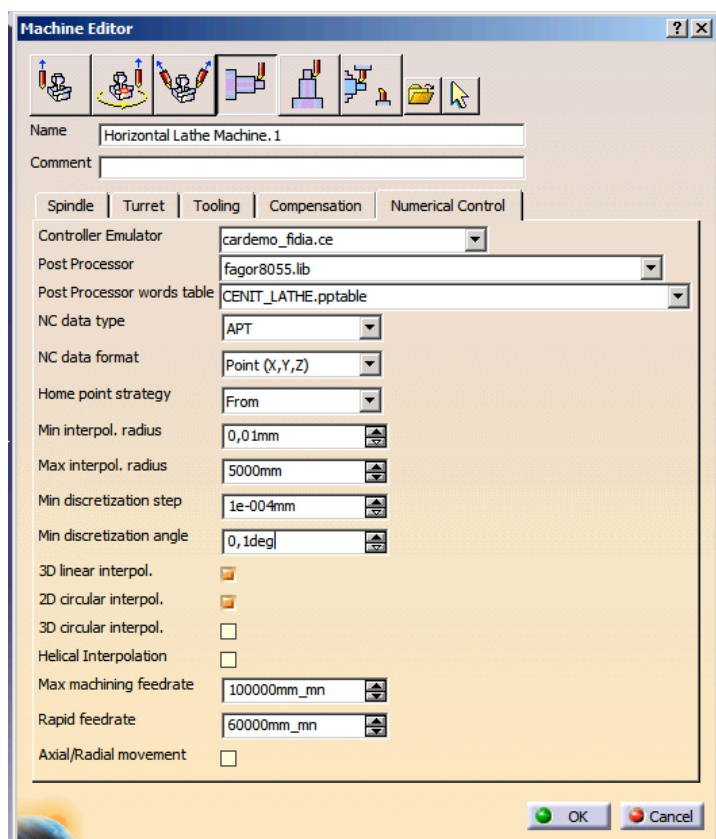 Machine Editor
Name Horizontal Lathe Machine.1
Comment
Spindle Turret Tooling Compensation Numerical Control
Controller Emulator cardemo_fidia.ce
Post Processor fagor8055.lib
Post Processor words table CENIT_LATHE.pptable
NC data type APT
NC data format Point (X,Y,Z)
Home point strategy From
Min interpol. radius 0,01mm
Max interpol. radius 5000mm
Min discretization step 1e-004mm
Min discretization angle 0,1deg
3D linear interpol.
2D circular interpol.
3D circular interpol.
Helical Interpolation
Max machining feedrate 100000mm_mn
Rapid feedrate 60000mm_mn
Axial/Radial movement
OK Cancel